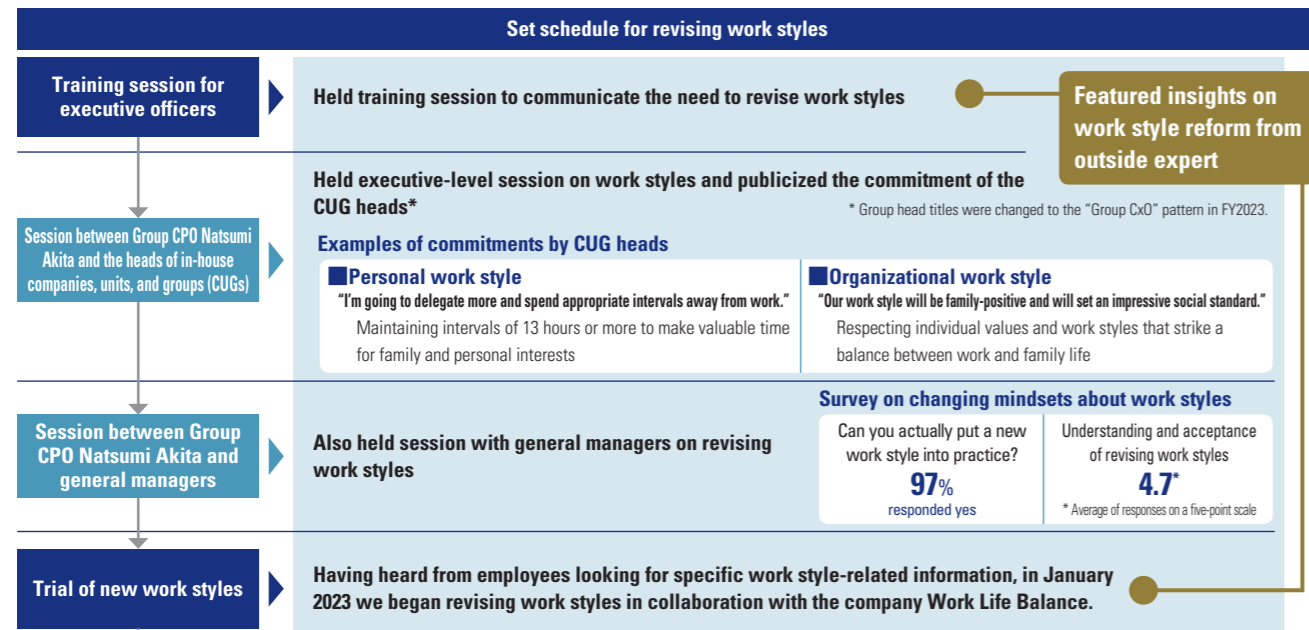 Set schedule for revising work styles
Training session for
executive officers
Held training session to communicate the need to revise work styles
Featured insights on
work style reform from
outside expert
Session between Group CPO Natsumi
Akita and the heads of in-house
companies, units, and groups (CUGs)
Held executive-level session on work styles and publicized the commitment of the
CUG heads*
* Group head titles were changed to the “Group CxO” pattern in FY2023.
Examples of commitments by CUG heads
■Personal work style
“I’m going to delegate more and spend appropriate intervals away from work.”
Maintaining intervals of 13 hours or more to make valuable time
for family and personal interests
■Organizational work style
“Our work style will be family-positive and will set an impressive social standard.”
Respecting individual values and work styles that strike a
balance between work and family life
Session between Group
CPO Natsumi Akita and
general managers
Also held session with general managers on revising
work styles
Survey on changing mindsets about work styles
Can you actually put a new
work style into practice?
97%
responded yes
Understanding and acceptance
of revising work styles
4.7*
* Average of responses on a five-point scale
Trial of new work styles
Having heard from employees looking for specific work style-related information, in January
2023 we began revising work styles in collaboration with the company Work Life Balance.